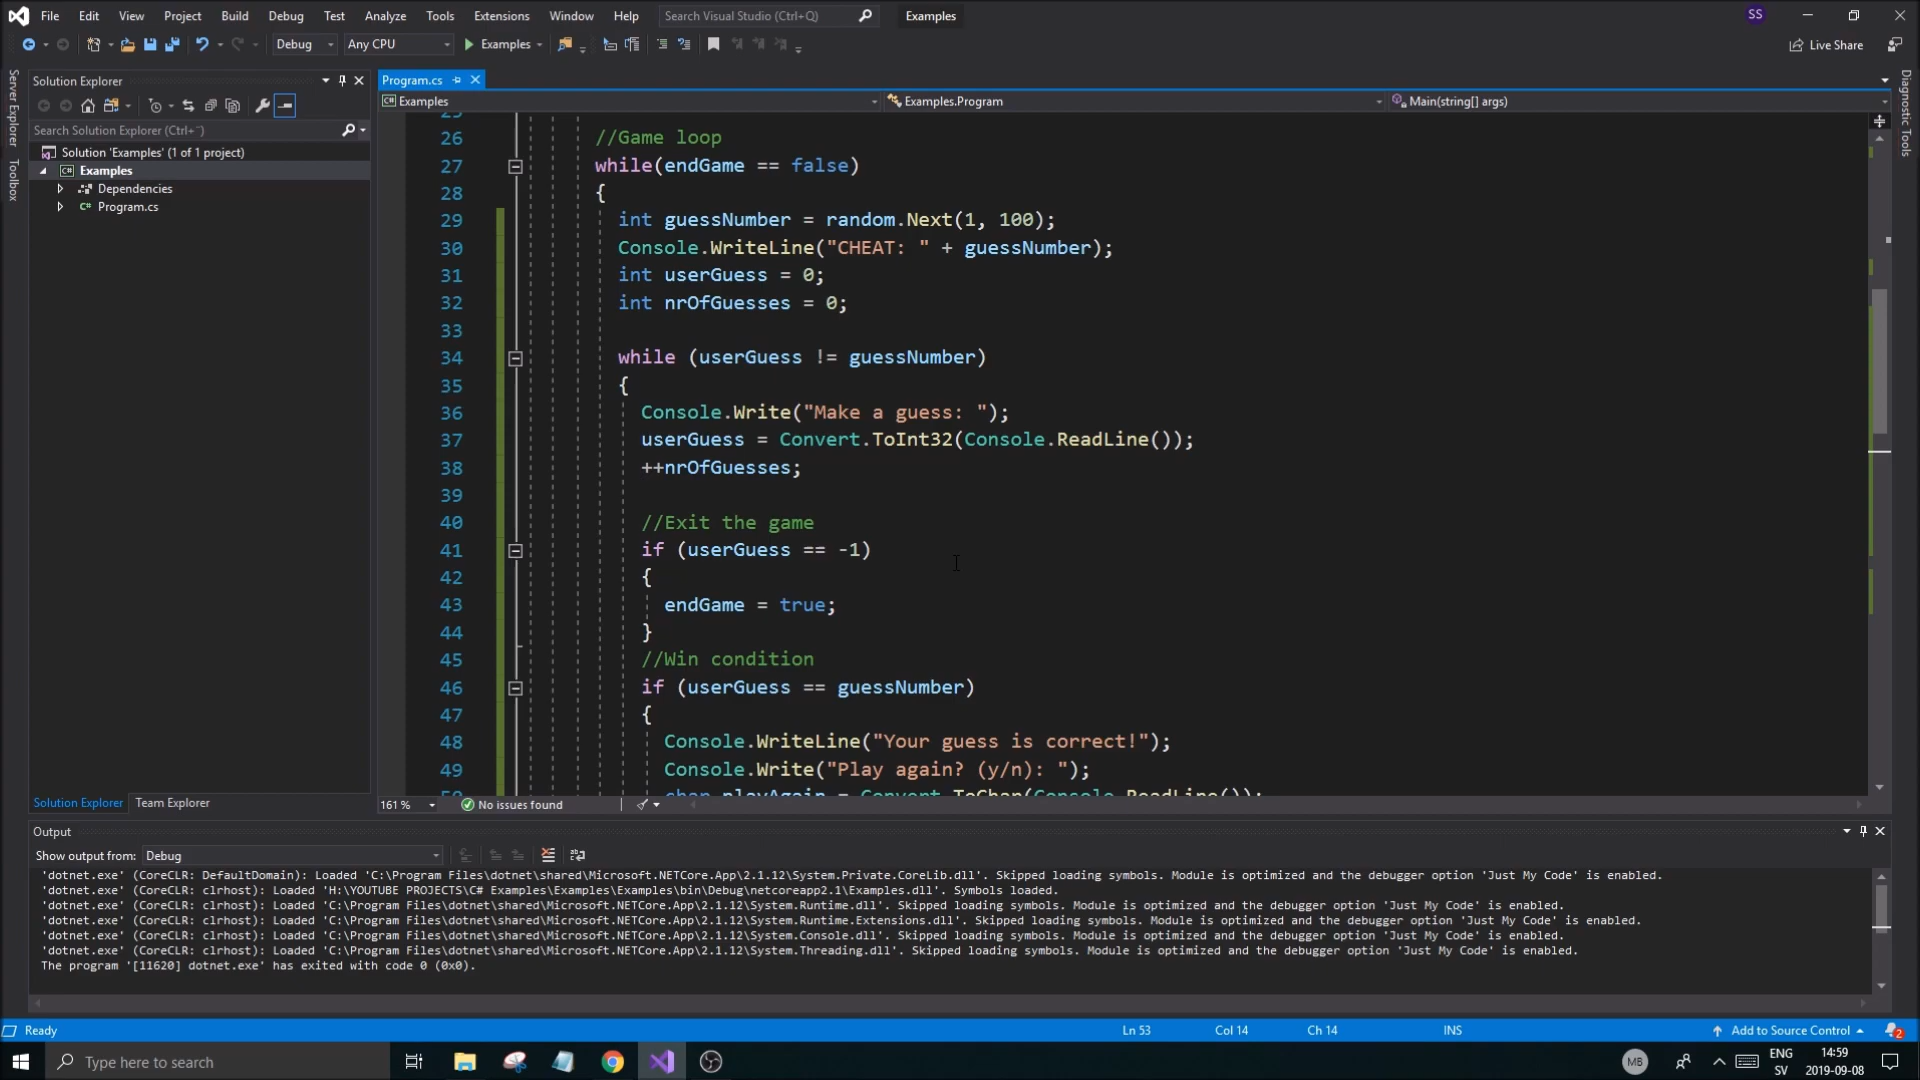 File Edit View Project Build Debug Test Analyze Tools Extensions Window Help Search Visual Studio (Ctrl+Q) Examples SS
Debug Any CPU Examples Live Share
Server Explorer
Toolbox
Solution Explorer
Search Solution Explorer (Ctrl+¨)
Solution 'Examples' (1 of 1 project)
Examples
Dependencies
Program.cs
Solution Explorer Team Explorer
Program.cs
Examples Examples.Program Main(string[] args)
Diagnostic Tools
26 //Game loop
27 while(endGame == false)
28 {
29 int guessNumber = random.Next(1, 100);
30 Console.WriteLine("CHEAT: " + guessNumber);
31 int userGuess = 0;
32 int nrOfGuesses = 0;
33
34 while (userGuess != guessNumber)
35 {
36 Console.Write("Make a guess: ");
37 userGuess = Convert.ToInt32(Console.ReadLine());
38 ++nrOfGuesses;
39
40 //Exit the game
41 if (userGuess == -1)
42 {
43 endGame = true;
44 }
45 //Win condition
46 if (userGuess == guessNumber)
47 {
48 Console.WriteLine("Your guess is correct!");
49 Console.Write("Play again? (y/n): ");
char playAgain = Convert.ToChar(Console.ReadLine());
161 % No issues found
Output
Show output from: Debug
'dotnet.exe' (CoreCLR: DefaultDomain): Loaded 'C:\Program Files\dotnet\shared\Microsoft.NETCore.App\2.1.12\System.Private.CoreLib.dll'. Skipped loading symbols. Module is optimized and the debugger option 'Just My Code' is enabled.
'dotnet.exe' (CoreCLR: clrhost): Loaded 'H:\YOUTUBE PROJECTS\C# Examples\Examples\Examples\bin\Debug\netcoreapp2.1\Examples.dll'. Symbols loaded.
'dotnet.exe' (CoreCLR: clrhost): Loaded 'C:\Program Files\dotnet\shared\Microsoft.NETCore.App\2.1.12\System.Runtime.dll'. Skipped loading symbols. Module is optimized and the debugger option 'Just My Code' is enabled.
'dotnet.exe' (CoreCLR: clrhost): Loaded 'C:\Program Files\dotnet\shared\Microsoft.NETCore.App\2.1.12\System.Runtime.Extensions.dll'. Skipped loading symbols. Module is optimized and the debugger option 'Just My Code' is enabled.
'dotnet.exe' (CoreCLR: clrhost): Loaded 'C:\Program Files\dotnet\shared\Microsoft.NETCore.App\2.1.12\System.Console.dll'. Skipped loading symbols. Module is optimized and the debugger option 'Just My Code' is enabled.
'dotnet.exe' (CoreCLR: clrhost): Loaded 'C:\Program Files\dotnet\shared\Microsoft.NETCore.App\2.1.12\System.Threading.dll'. Skipped loading symbols. Module is optimized and the debugger option 'Just My Code' is enabled.
The program '[11620] dotnet.exe' has exited with code 0 (0x0).
Ready Ln 53 Col 14 Ch 14 INS Add to Source Control 2
Type here to search MB ENG 14:59
SV 2019-09-08